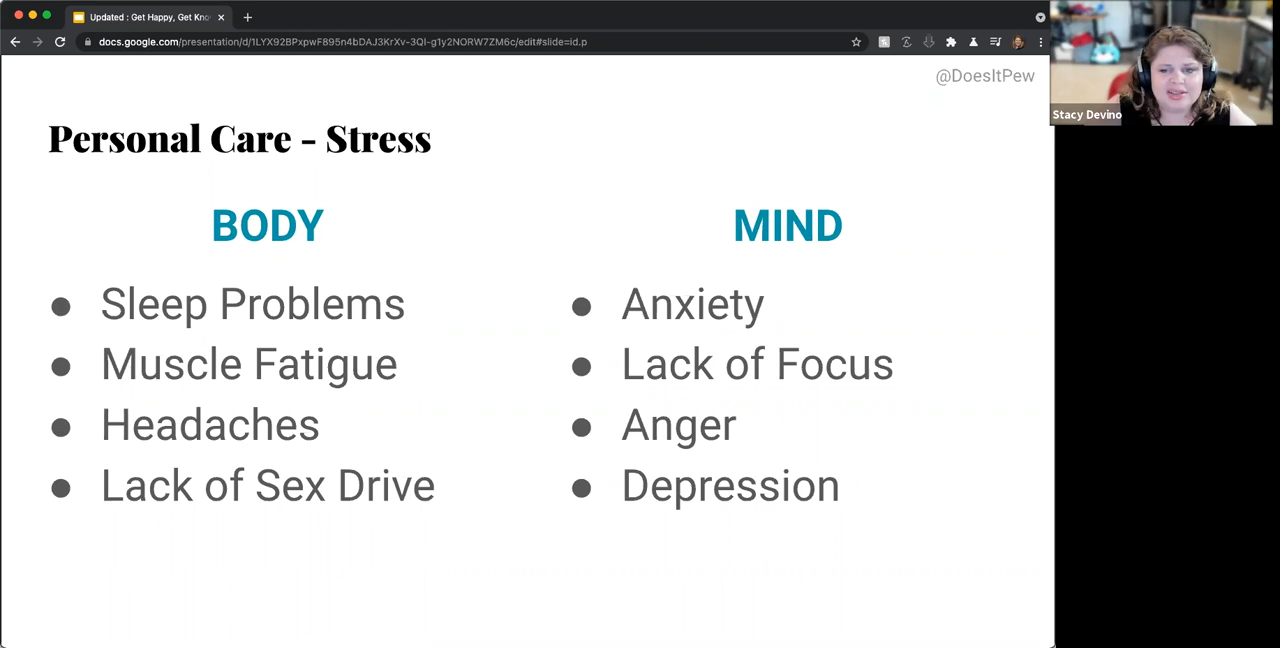 Updated : Get Happy, Get Kno
docs.google.com/presentation/d/1LYX92BPxpwF895n4bDAJ3KrXv-3QI-g1y2NORW7ZM6c/edit#slide=id.p
@DoesItPew
Stacy Devino
Personal Care - Stress
BODY
● Sleep Problems
● Muscle Fatigue
● Headaches
● Lack of Sex Drive
MIND
● Anxiety
● Lack of Focus
● Anger
● Depression